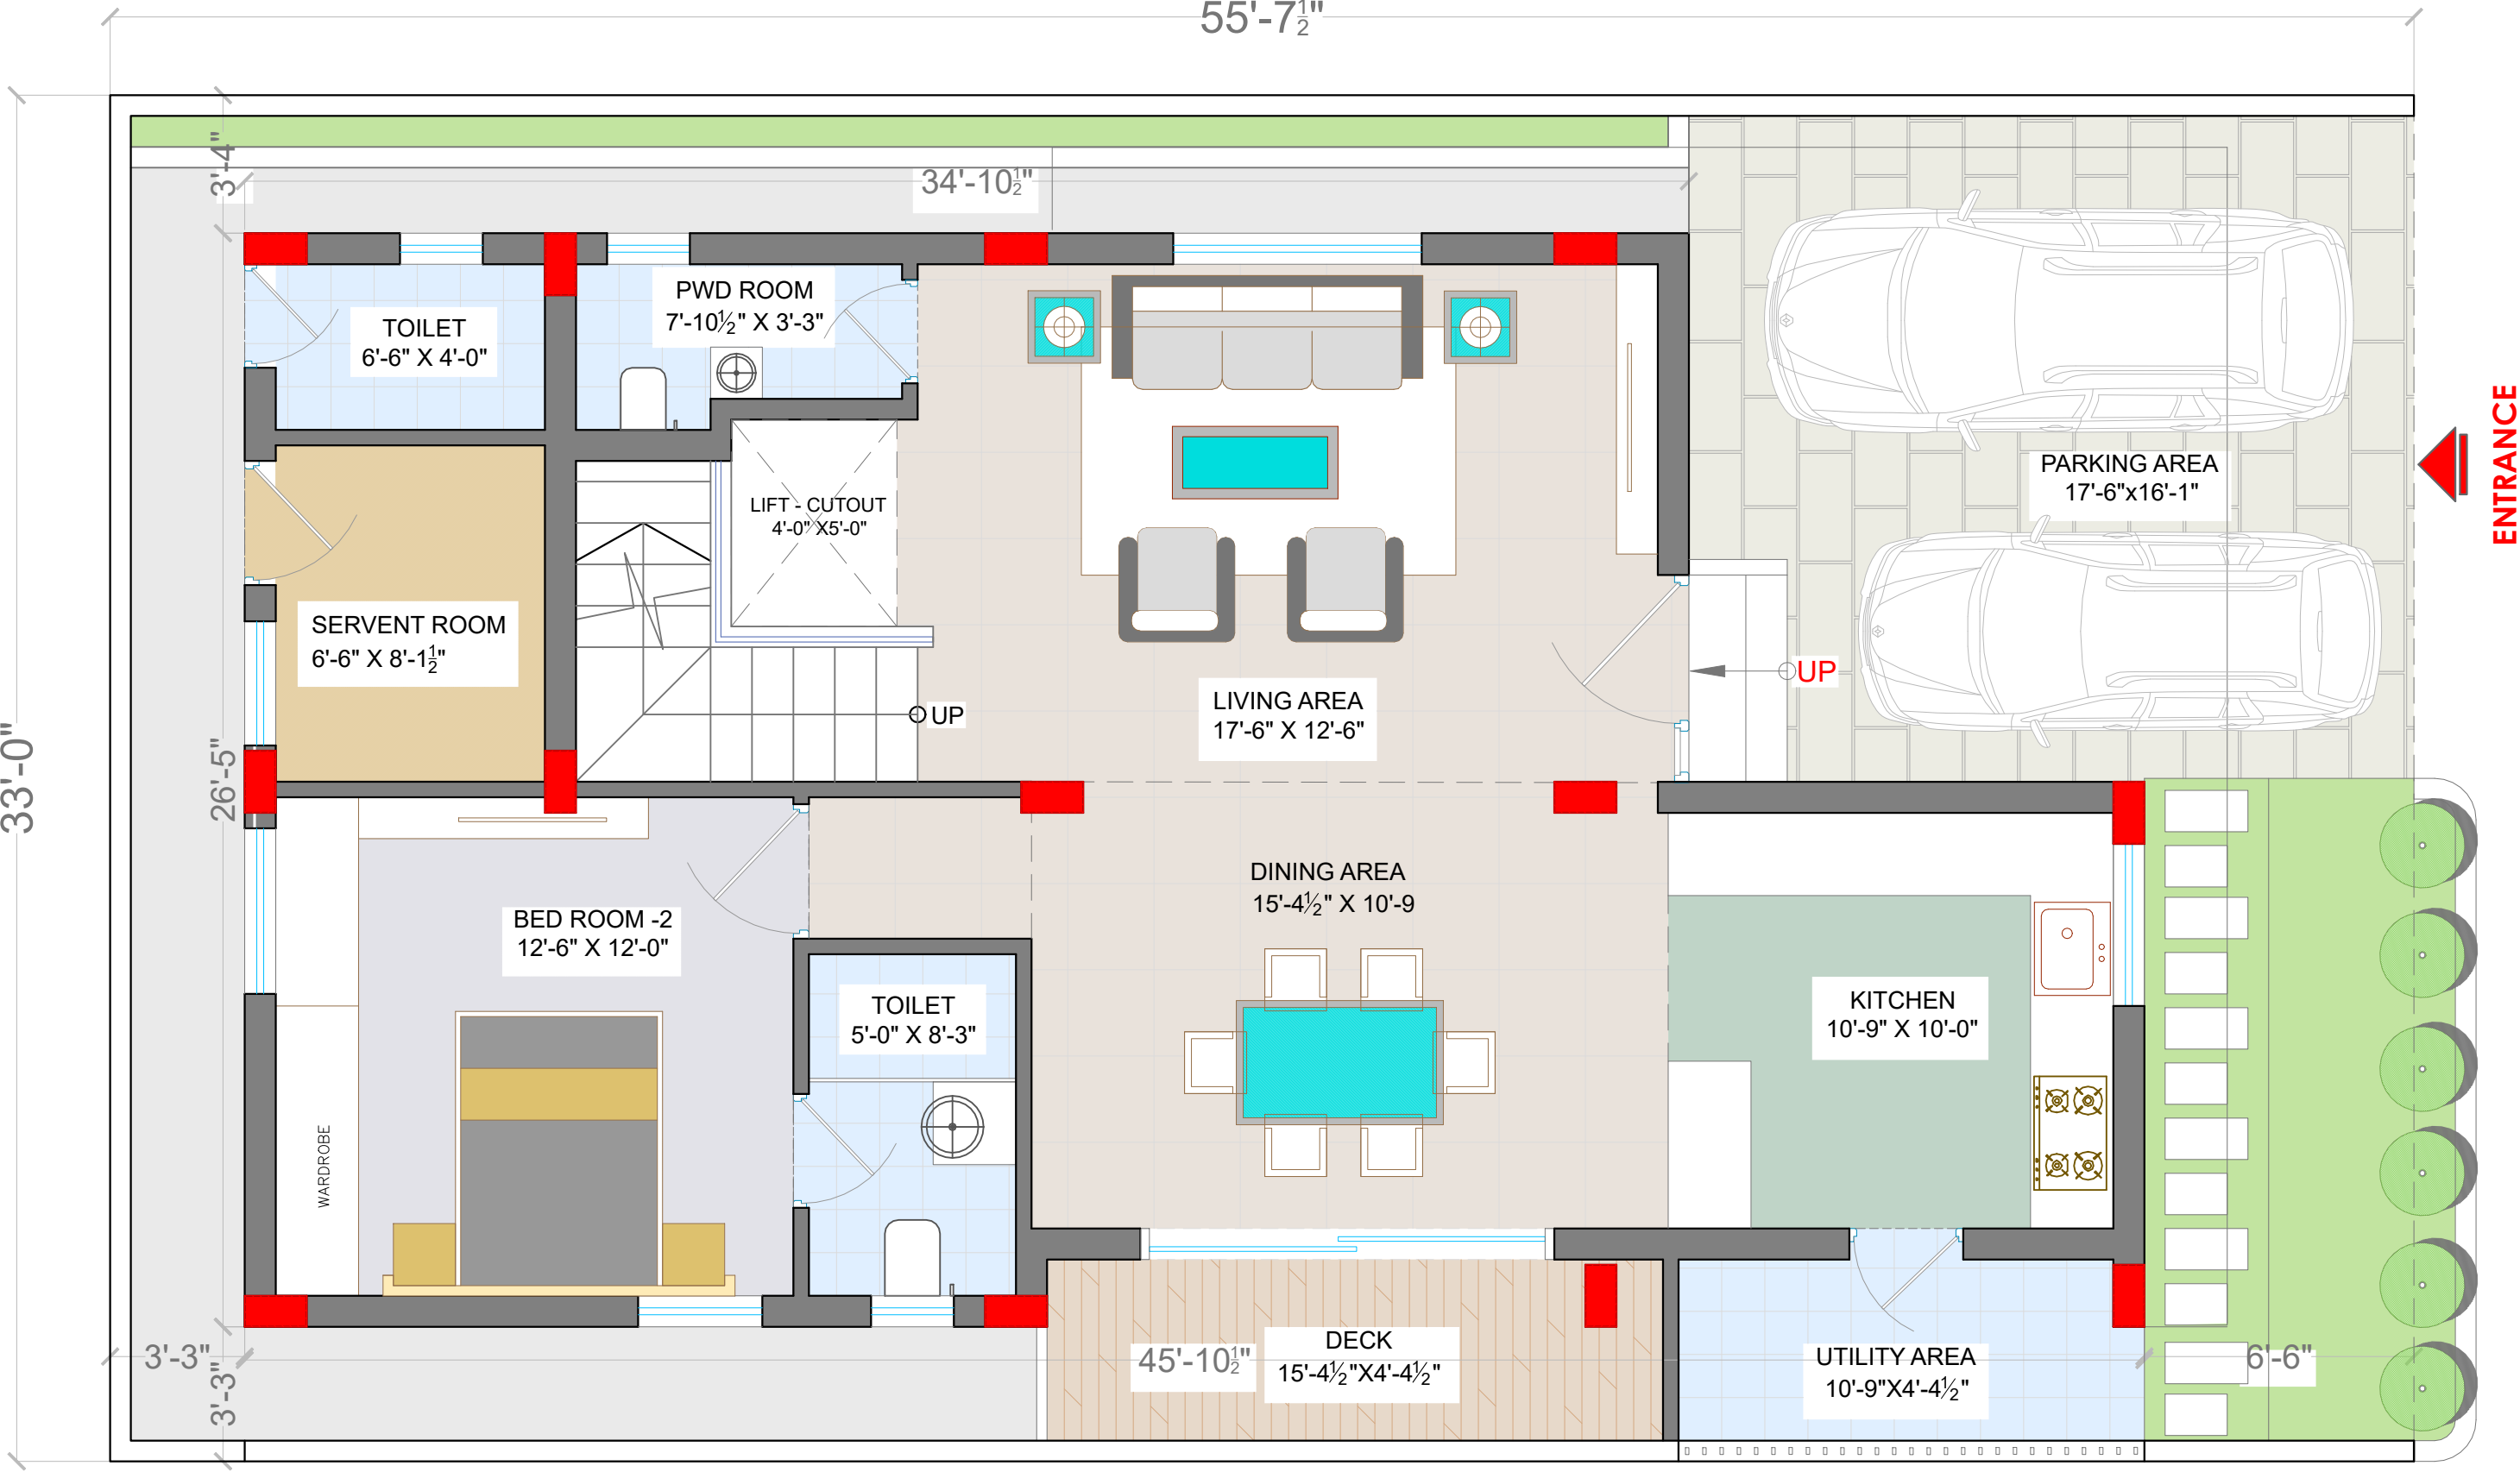 55'-7½"
3'-4"
34'-10½"
TOILET
6'-6" X 4'-0"
PWD ROOM
7'-10½" X 3'-3"
LIFT - CUTOUT
4'-0" X5'-0"
PARKING AREA
17'-6"x16'-1"
ENTRANCE
SERVENT ROOM
6'-6" X 8'-1½"
UP
LIVING AREA
17'-6" X 12'-6"
UP
33'-0"
26'-5"
DINING AREA
15'-4½" X 10'-9
BED ROOM -2
12'-6" X 12'-0"
TOILET
5'-0" X 8'-3"
KITCHEN
10'-9" X 10'-0"
WARDROBE
3'-3"
3'-3"
45'-10½"
DECK
15'-4½"X4'-4½"
UTILITY AREA
10'-9"X4'-4½"
6'-6"